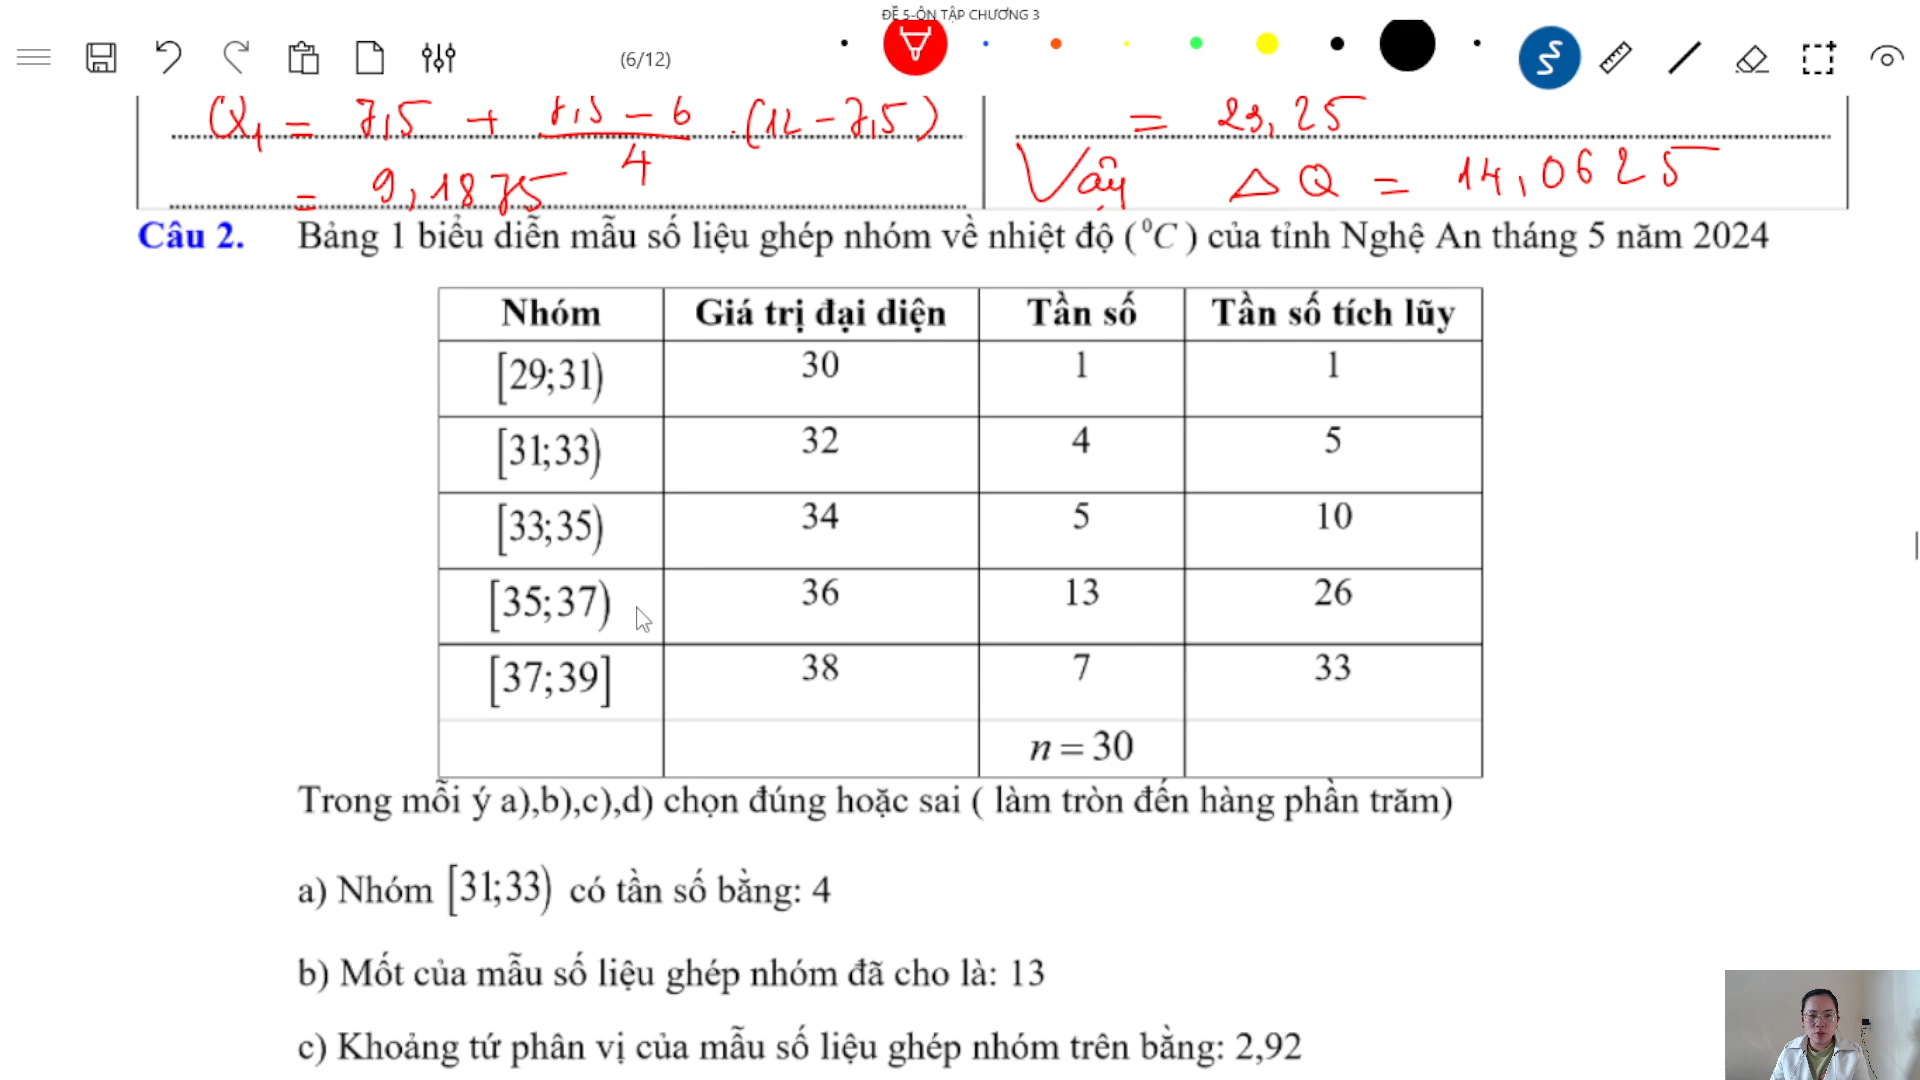 ĐỀ 5-ÔN TẬP CHƯƠNG 3
(6/12)
Q₁ = 7,5 + (7,5 - 6)/4 . (12 - 7,5)
= 9,1875
= 23,25
Vậy ΔQ = 14,0625
Câu 2. Bảng 1 biểu diễn mẫu số liệu ghép nhóm về nhiệt độ (⁰C) của tỉnh Nghệ An tháng 5 năm 2024
Nhóm Giá trị đại diện Tần số Tần số tích lũy
[29;31) 30 1 1
[31;33) 32 4 5
[33;35) 34 5 10
[35;37) 36 13 26
[37;39] 38 7 33
n = 30
Trong mỗi ý a),b),c),d) chọn đúng hoặc sai ( làm tròn đến hàng phần trăm)
a) Nhóm [31;33) có tần số bằng: 4
b) Mốt của mẫu số liệu ghép nhóm đã cho là: 13
c) Khoảng tứ phân vị của mẫu số liệu ghép nhóm trên bằng: 2,92